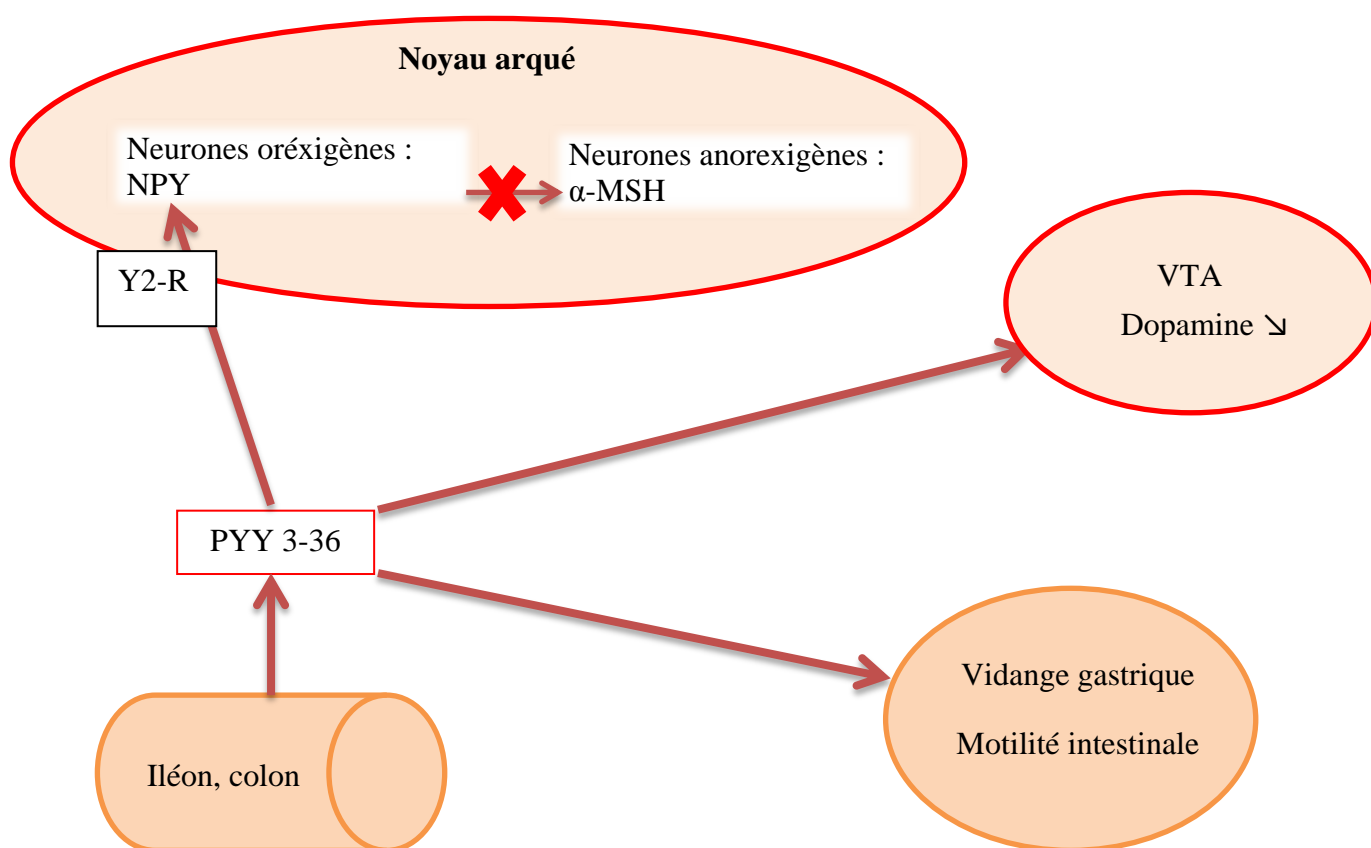 Noyau arqué
Neurones oréxigènes :
NPY
Neurones anorexigènes :
α-MSH
Y2-R
VTA
Dopamine ↘
PYY 3-36
Vidange gastrique
Motilité intestinale
Iléon, colon